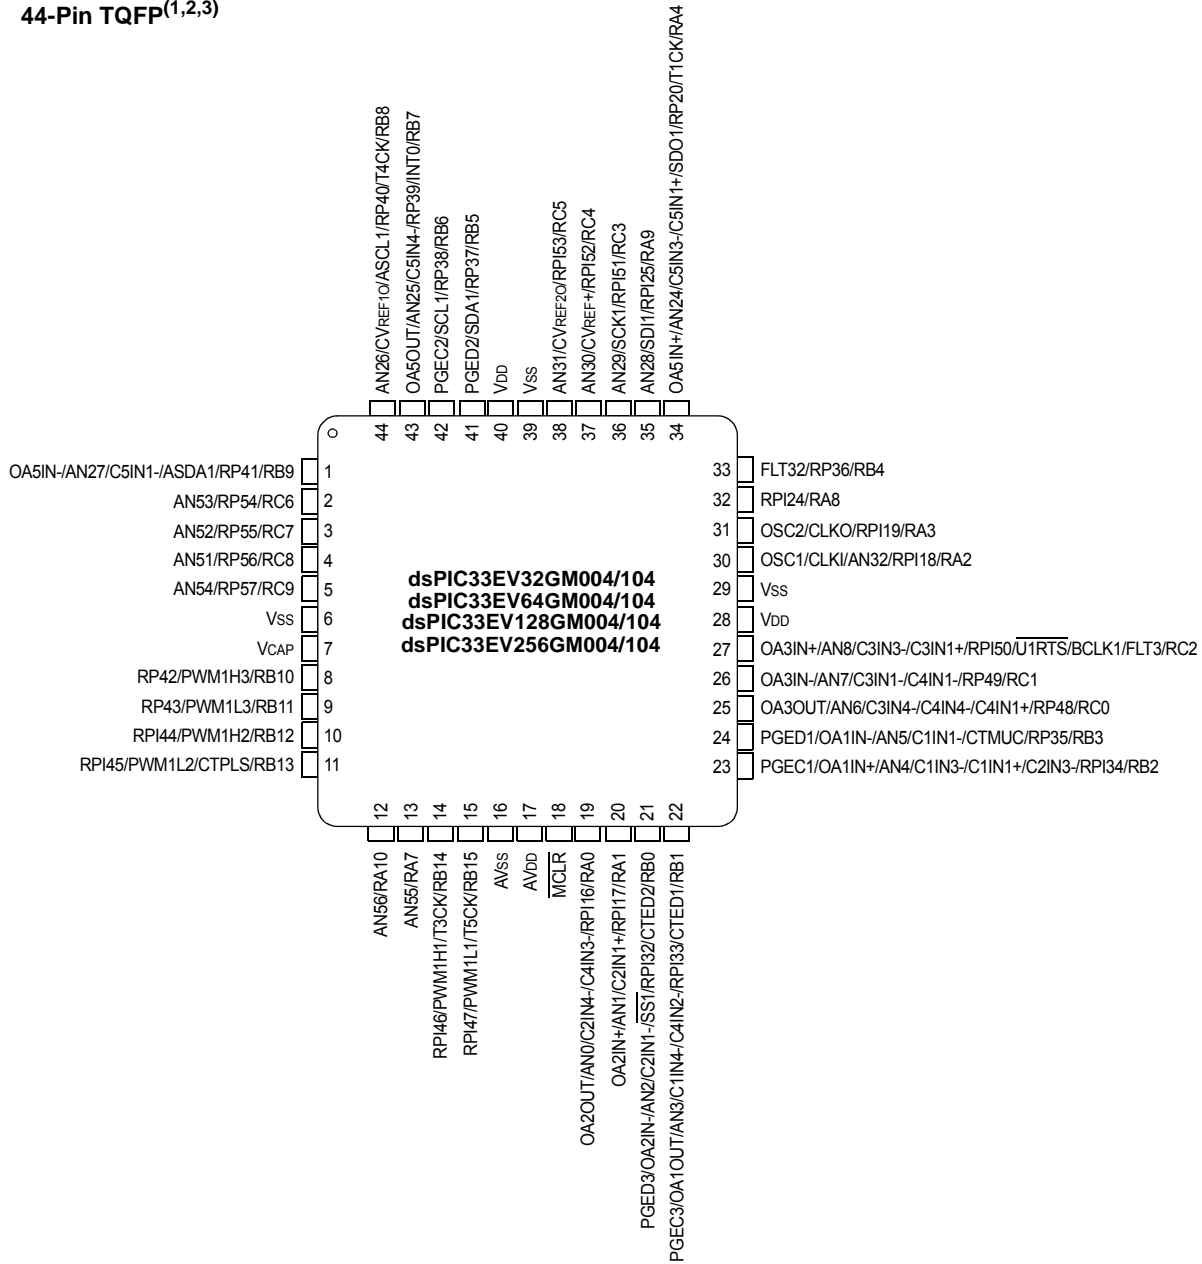 44-Pin TQFP(1,2,3)
AN26/CVREF1O/ASCL1/RP40/T4CK/RB8
OA5OUT/AN25/C5IN4-/RP39/INT0/RB7
PGEC2/SCL1/RP38/RB6
PGED2/SDA1/RP37/RB5
VDD
VSS
AN31/CVREF2O/RPI53/RC5
AN30/CVREF+/RPI52/RC4
AN29/SCK1/RPI51/RC3
AN28/SDI1/RPI25/RA9
OA5IN+/AN24/C5IN3-/C5IN1+/SDO1/RP20/T1CK/RA4
44
43
42
41
40
39
38
37
36
35
34
OA5IN-/AN27/C5IN1-/ASDA1/RP41/RB9 1
AN53/RP54/RC6 2
AN52/RP55/RC7 3
AN51/RP56/RC8 4
AN54/RP57/RC9 5
VSS 6
VCAP 7
RP42/PWM1H3/RB10 8
RP43/PWM1L3/RB11 9
RPI44/PWM1H2/RB12 10
RPI45/PWM1L2/CTPLS/RB13 11
dsPIC33EV32GM004/104
dsPIC33EV64GM004/104
dsPIC33EV128GM004/104
dsPIC33EV256GM004/104
33 FLT32/RP36/RB4
32 RPI24/RA8
31 OSC2/CLKO/RPI19/RA3
30 OSC1/CLKI/AN32/RPI18/RA2
29 VSS
28 VDD
27 OA3IN+/AN8/C3IN3-/C3IN1+/RPI50/U1RTS/BCLK1/FLT3/RC2
26 OA3IN-/AN7/C3IN1-/C4IN1-/RP49/RC1
25 OA3OUT/AN6/C3IN4-/C4IN4-/C4IN1+/RP48/RC0
24 PGED1/OA1IN-/AN5/C1IN1-/CTMUC/RP35/RB3
23 PGEC1/OA1IN+/AN4/C1IN3-/C1IN1+/C2IN3-/RPI34/RB2
12
13
14
15
16
17
18
19
20
21
22
AN56/RA10
AN55/RA7
RPI46/PWM1H1/T3CK/RB14
RPI47/PWM1L1/T5CK/RB15
AVSS
AVDD
MCLR
OA2OUT/AN0/C2IN4-/C4IN3-/RPI16/RA0
OA2IN+/AN1/C2IN1+/RPI17/RA1
PGED3/OA2IN-/AN2/C2IN1-/SS1/RPI32/CTED2/RB0
PGEC3/OA1OUT/AN3/C1IN4-/C4IN2-/RPI33/CTED1/RB1